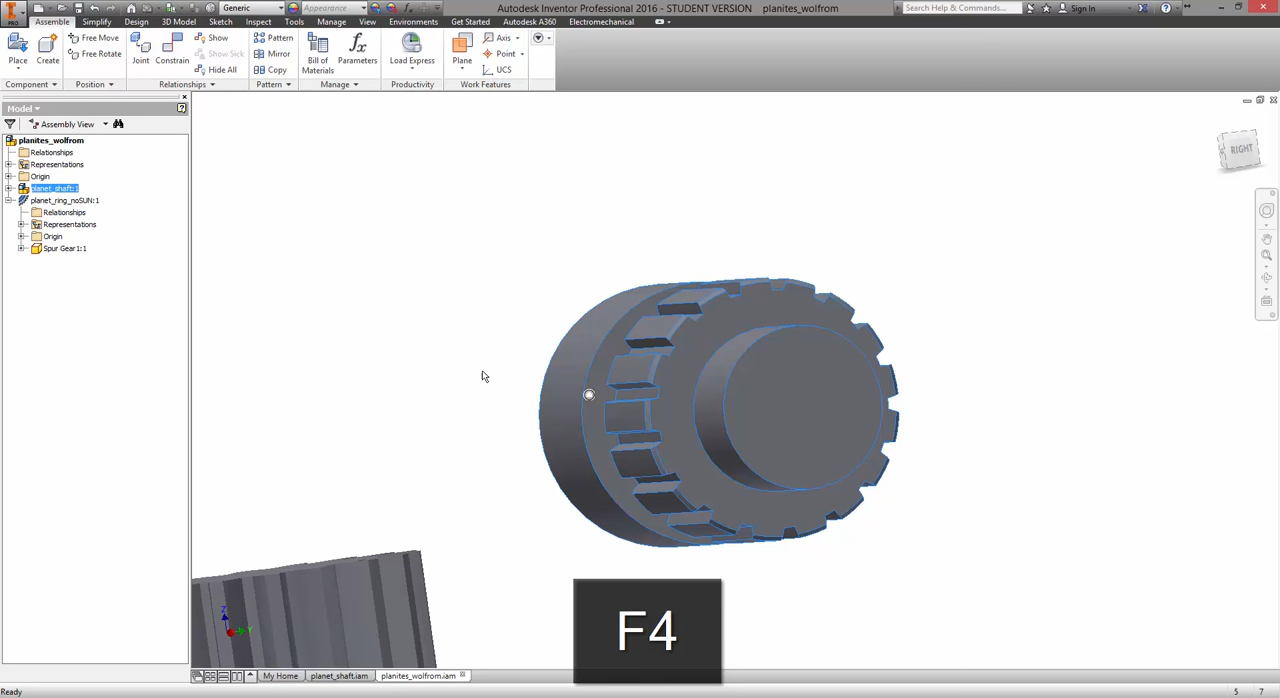 Generic
Appearance
Autodesk Inventor Professional 2016 - STUDENT VERSION planites_wolfrom
Search Help & Commands...
Sign In
PRO
Assemble Simplify Design 3D Model Sketch Inspect Tools Manage View Environments Get Started Autodesk A360 Electromechanical
Place Create Free Move Free Rotate Joint Constrain Show Show Sick Hide All Pattern Mirror Copy Bill of Materials Parameters Load Express Plane Axis Point UCS
Component Position Relationships Pattern Manage Productivity Work Features
Model
Assembly View
planites_wolfrom
Relationships
Representations
Origin
planet_shaft:1
planet_ring_noSUN:1
Relationships
Representations
Origin
Spur Gear1:1
RIGHT
Z
Y
F4
My Home planet_shaft.iam planites_wolfrom.iam
Ready 5 7